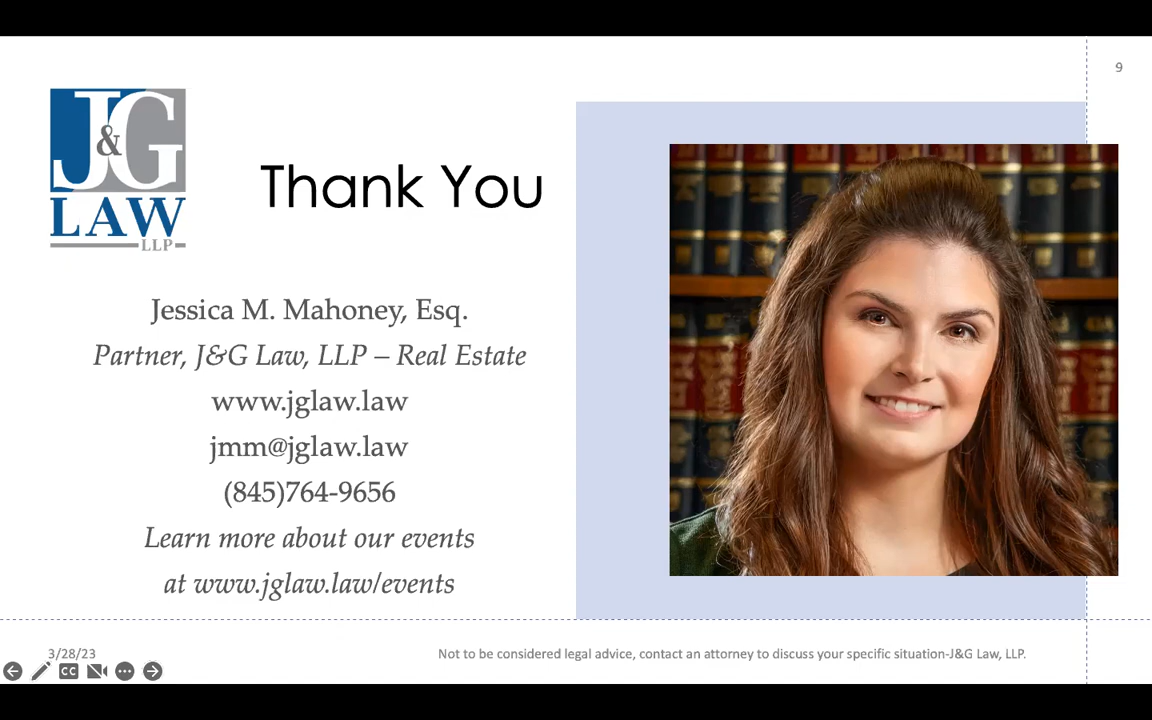 9
J&G
LAW
LLP
Thank You
Jessica M. Mahoney, Esq.
Partner, J&G Law, LLP – Real Estate
www.jglaw.law
jmm@jglaw.law
(845)764-9656
Learn more about our events
at www.jglaw.law/events
3/28/23
Not to be considered legal advice, contact an attorney to discuss your specific situation-J&G Law, LLP.
CC